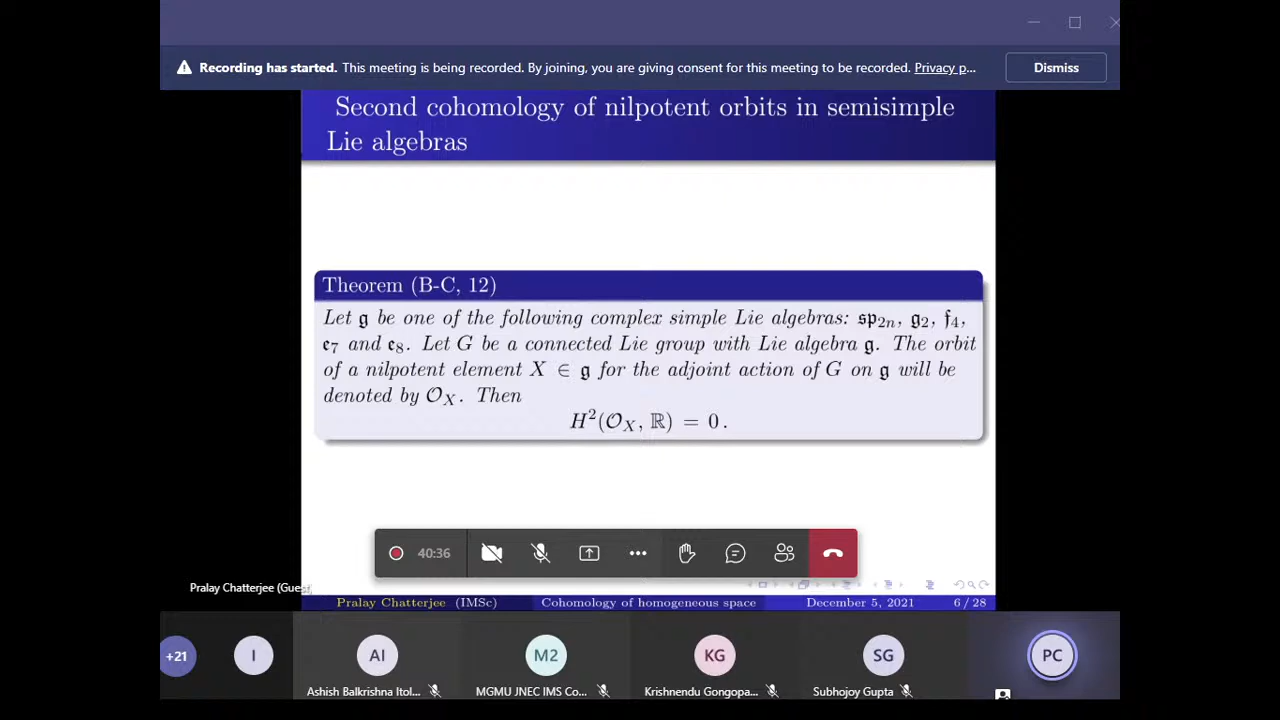 Recording has started. This meeting is being recorded. By joining, you are giving consent for this meeting to be recorded. Privacy p...
Dismiss
Second cohomology of nilpotent orbits in semisimple
Lie algebras
Theorem (B-C, 12)
Let 𝔤 be one of the following complex simple Lie algebras: 𝔰𝔭₂ₙ, 𝔤₂, 𝔣₄,
𝔢₇ and 𝔢₈. Let G be a connected Lie group with Lie algebra 𝔤. The orbit
of a nilpotent element X ∈ 𝔤 for the adjoint action of G on 𝔤 will be
denoted by 𝒪_X. Then
H²(𝒪_X, ℝ) = 0.
40:36
Pralay Chatterjee (Guest)
Pralay Chatterjee (IMSc)
Cohomology of homogeneous space
December 5, 2021
6 / 28
+21
I
AI
M2
KG
SG
PC
Ashish Balkrishna Itol...
MGMU JNEC IMS Co...
Krishnendu Gongopa...
Subhojoy Gupta